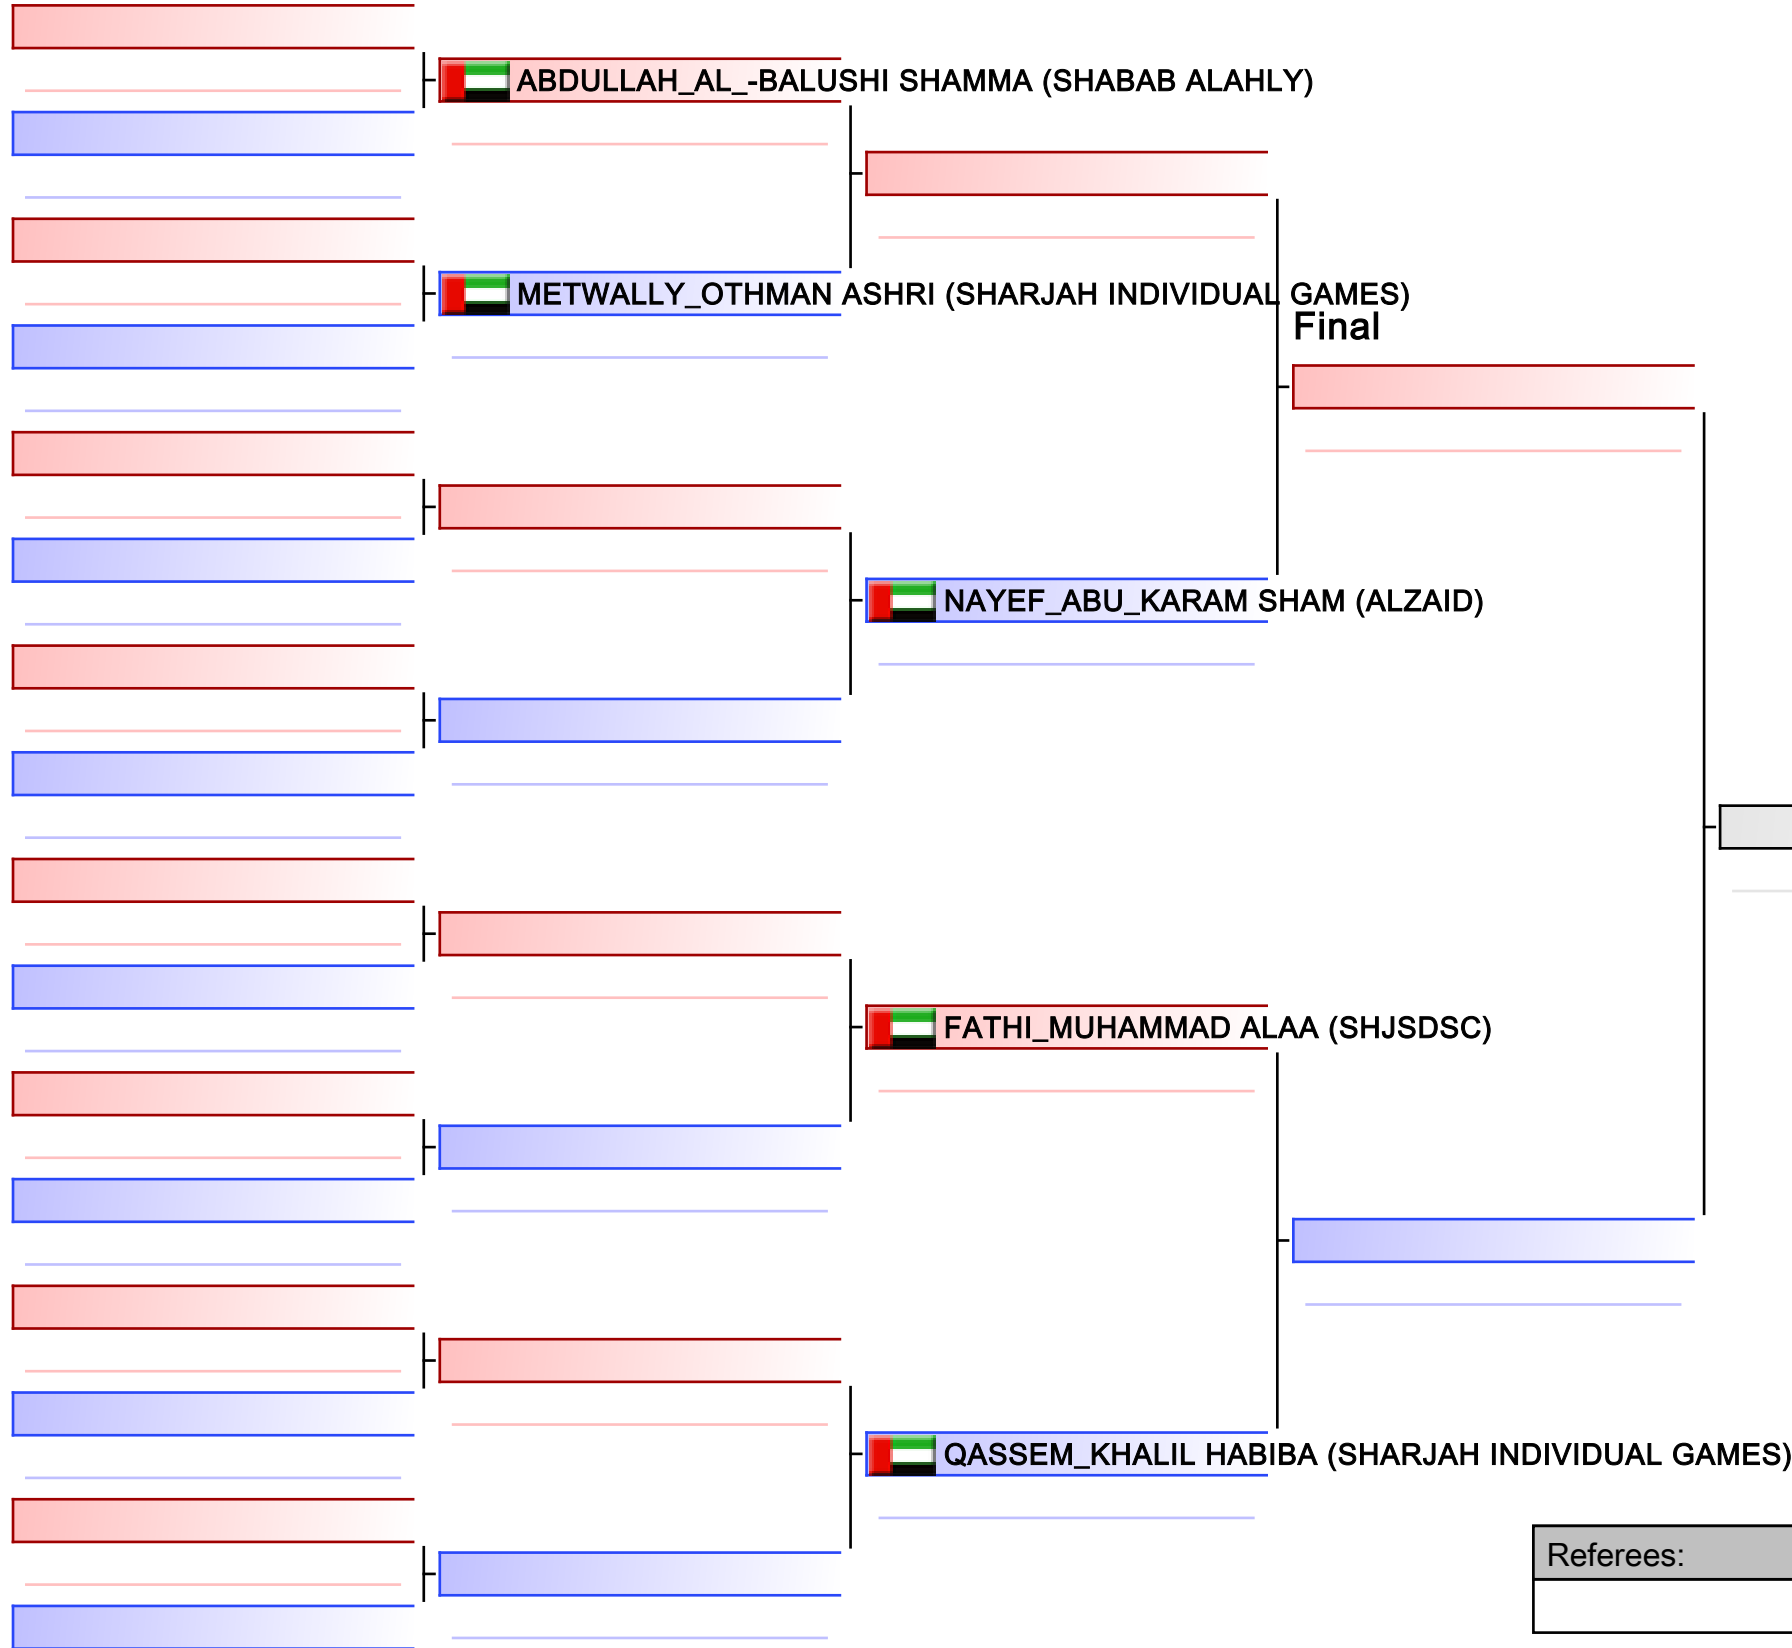 ABDULLAH_AL_-BALUSHI SHAMMA (SHABAB ALAHLY)
METWALLY_OTHMAN ASHRI (SHARJAH INDIVIDUAL GAMES)
Final
NAYEF_ABU_KARAM SHAM (ALZAID)
FATHI_MUHAMMAD ALAA (SHJSDSC)
QASSEM_KHALIL HABIBA (SHARJAH INDIVIDUAL GAMES)
Referees: